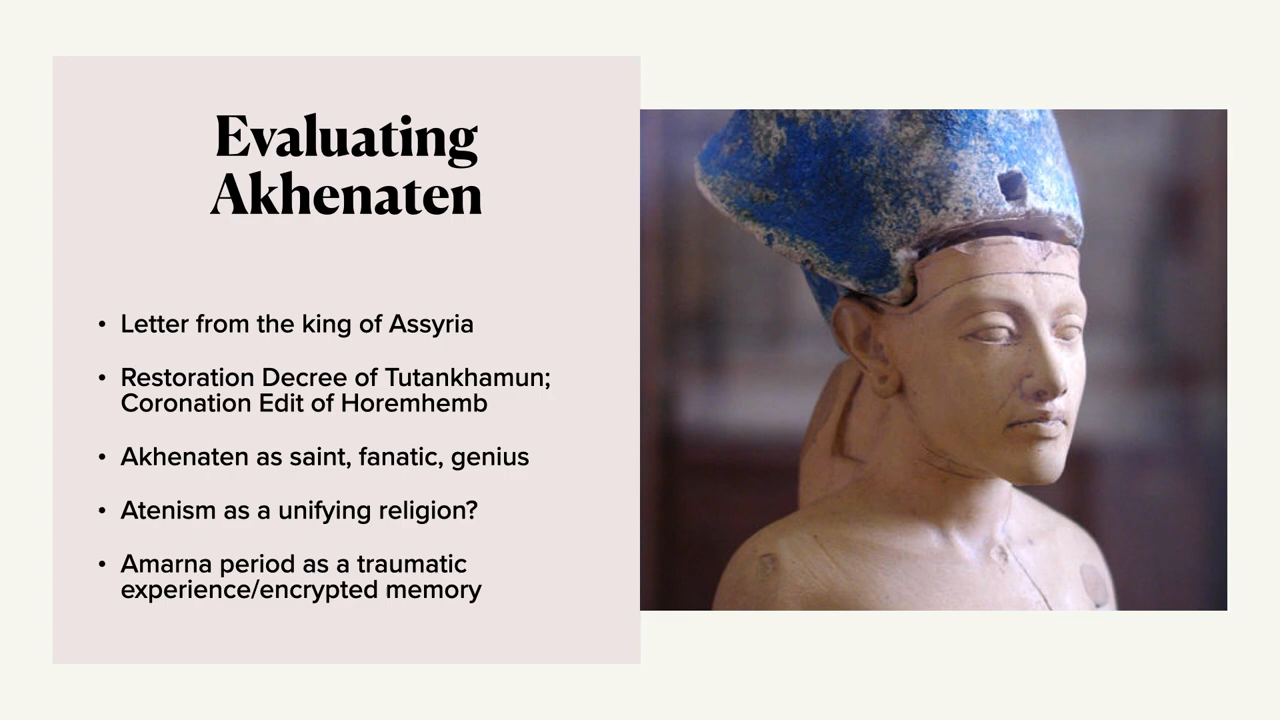 Evaluating
Akhenaten
• Letter from the king of Assyria
• Restoration Decree of Tutankhamun;
Coronation Edit of Horemhemb
• Akhenaten as saint, fanatic, genius
• Atenism as a unifying religion?
• Amarna period as a traumatic
experience/encrypted memory